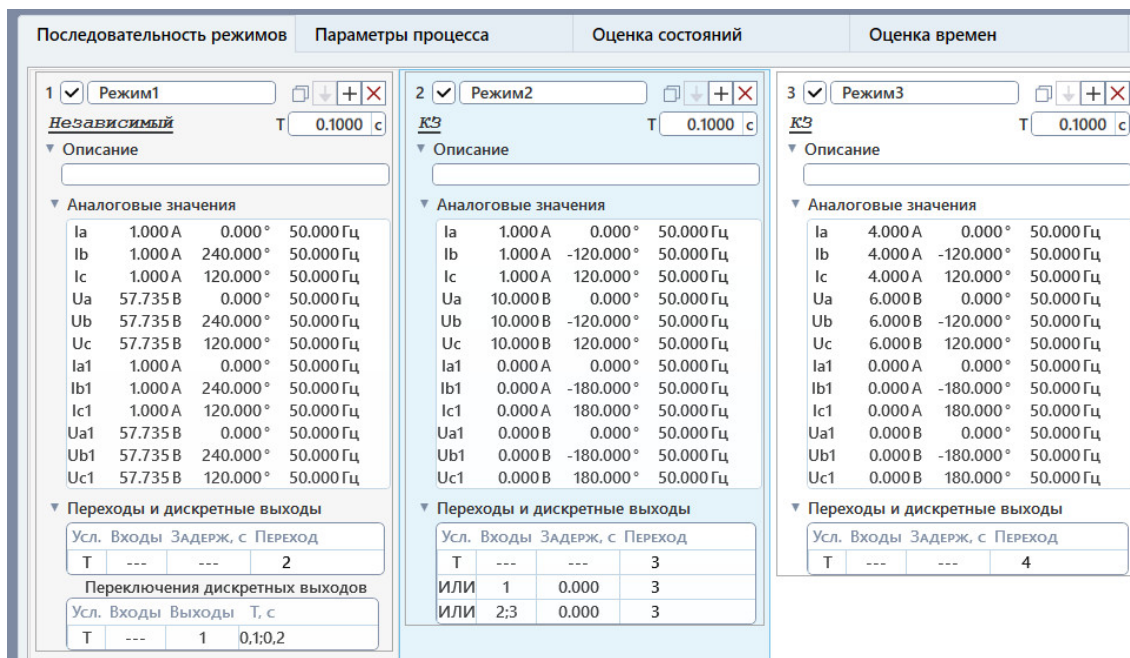 Последовательность режимов Параметры процесса Оценка состояний Оценка времен
1 Режим1
Независимый T 0.1000 с
Описание
Аналоговые значения
Ia 1.000 А 0.000° 50.000 Гц
Ib 1.000 А 240.000° 50.000 Гц
Ic 1.000 А 120.000° 50.000 Гц
Ua 57.735 В 0.000° 50.000 Гц
Ub 57.735 В 240.000° 50.000 Гц
Uc 57.735 В 120.000° 50.000 Гц
Ia1 1.000 А 0.000° 50.000 Гц
Ib1 1.000 А 240.000° 50.000 Гц
Ic1 1.000 А 120.000° 50.000 Гц
Ua1 57.735 В 0.000° 50.000 Гц
Ub1 57.735 В 240.000° 50.000 Гц
Uc1 57.735 В 120.000° 50.000 Гц
Переходы и дискретные выходы
Усл. Входы Задерж, с Переход
Т --- --- 2
Переключения дискретных выходов
Усл. Входы Выходы Т, с
Т --- 1 0,1;0,2
2 Режим2
КЗ T 0.1000 с
Описание
Аналоговые значения
Ia 1.000 А 0.000° 50.000 Гц
Ib 1.000 А -120.000° 50.000 Гц
Ic 1.000 А 120.000° 50.000 Гц
Ua 10.000 В 0.000° 50.000 Гц
Ub 10.000 В -120.000° 50.000 Гц
Uc 10.000 В 120.000° 50.000 Гц
Ia1 0.000 А 0.000° 50.000 Гц
Ib1 0.000 А -180.000° 50.000 Гц
Ic1 0.000 А 180.000° 50.000 Гц
Ua1 0.000 В 0.000° 50.000 Гц
Ub1 0.000 В -180.000° 50.000 Гц
Uc1 0.000 В 180.000° 50.000 Гц
Переходы и дискретные выходы
Усл. Входы Задерж, с Переход
Т --- --- 3
ИЛИ 1 0.000 3
ИЛИ 2;3 0.000 3
3 Режим3
КЗ T 0.1000 с
Описание
Аналоговые значения
Ia 4.000 А 0.000° 50.000 Гц
Ib 4.000 А -120.000° 50.000 Гц
Ic 4.000 А 120.000° 50.000 Гц
Ua 6.000 В 0.000° 50.000 Гц
Ub 6.000 В -120.000° 50.000 Гц
Uc 6.000 В 120.000° 50.000 Гц
Ia1 0.000 А 0.000° 50.000 Гц
Ib1 0.000 А -180.000° 50.000 Гц
Ic1 0.000 А 180.000° 50.000 Гц
Ua1 0.000 В 0.000° 50.000 Гц
Ub1 0.000 В -180.000° 50.000 Гц
Uc1 0.000 В 180.000° 50.000 Гц
Переходы и дискретные выходы
Усл. Входы Задерж, с Переход
Т --- --- 4